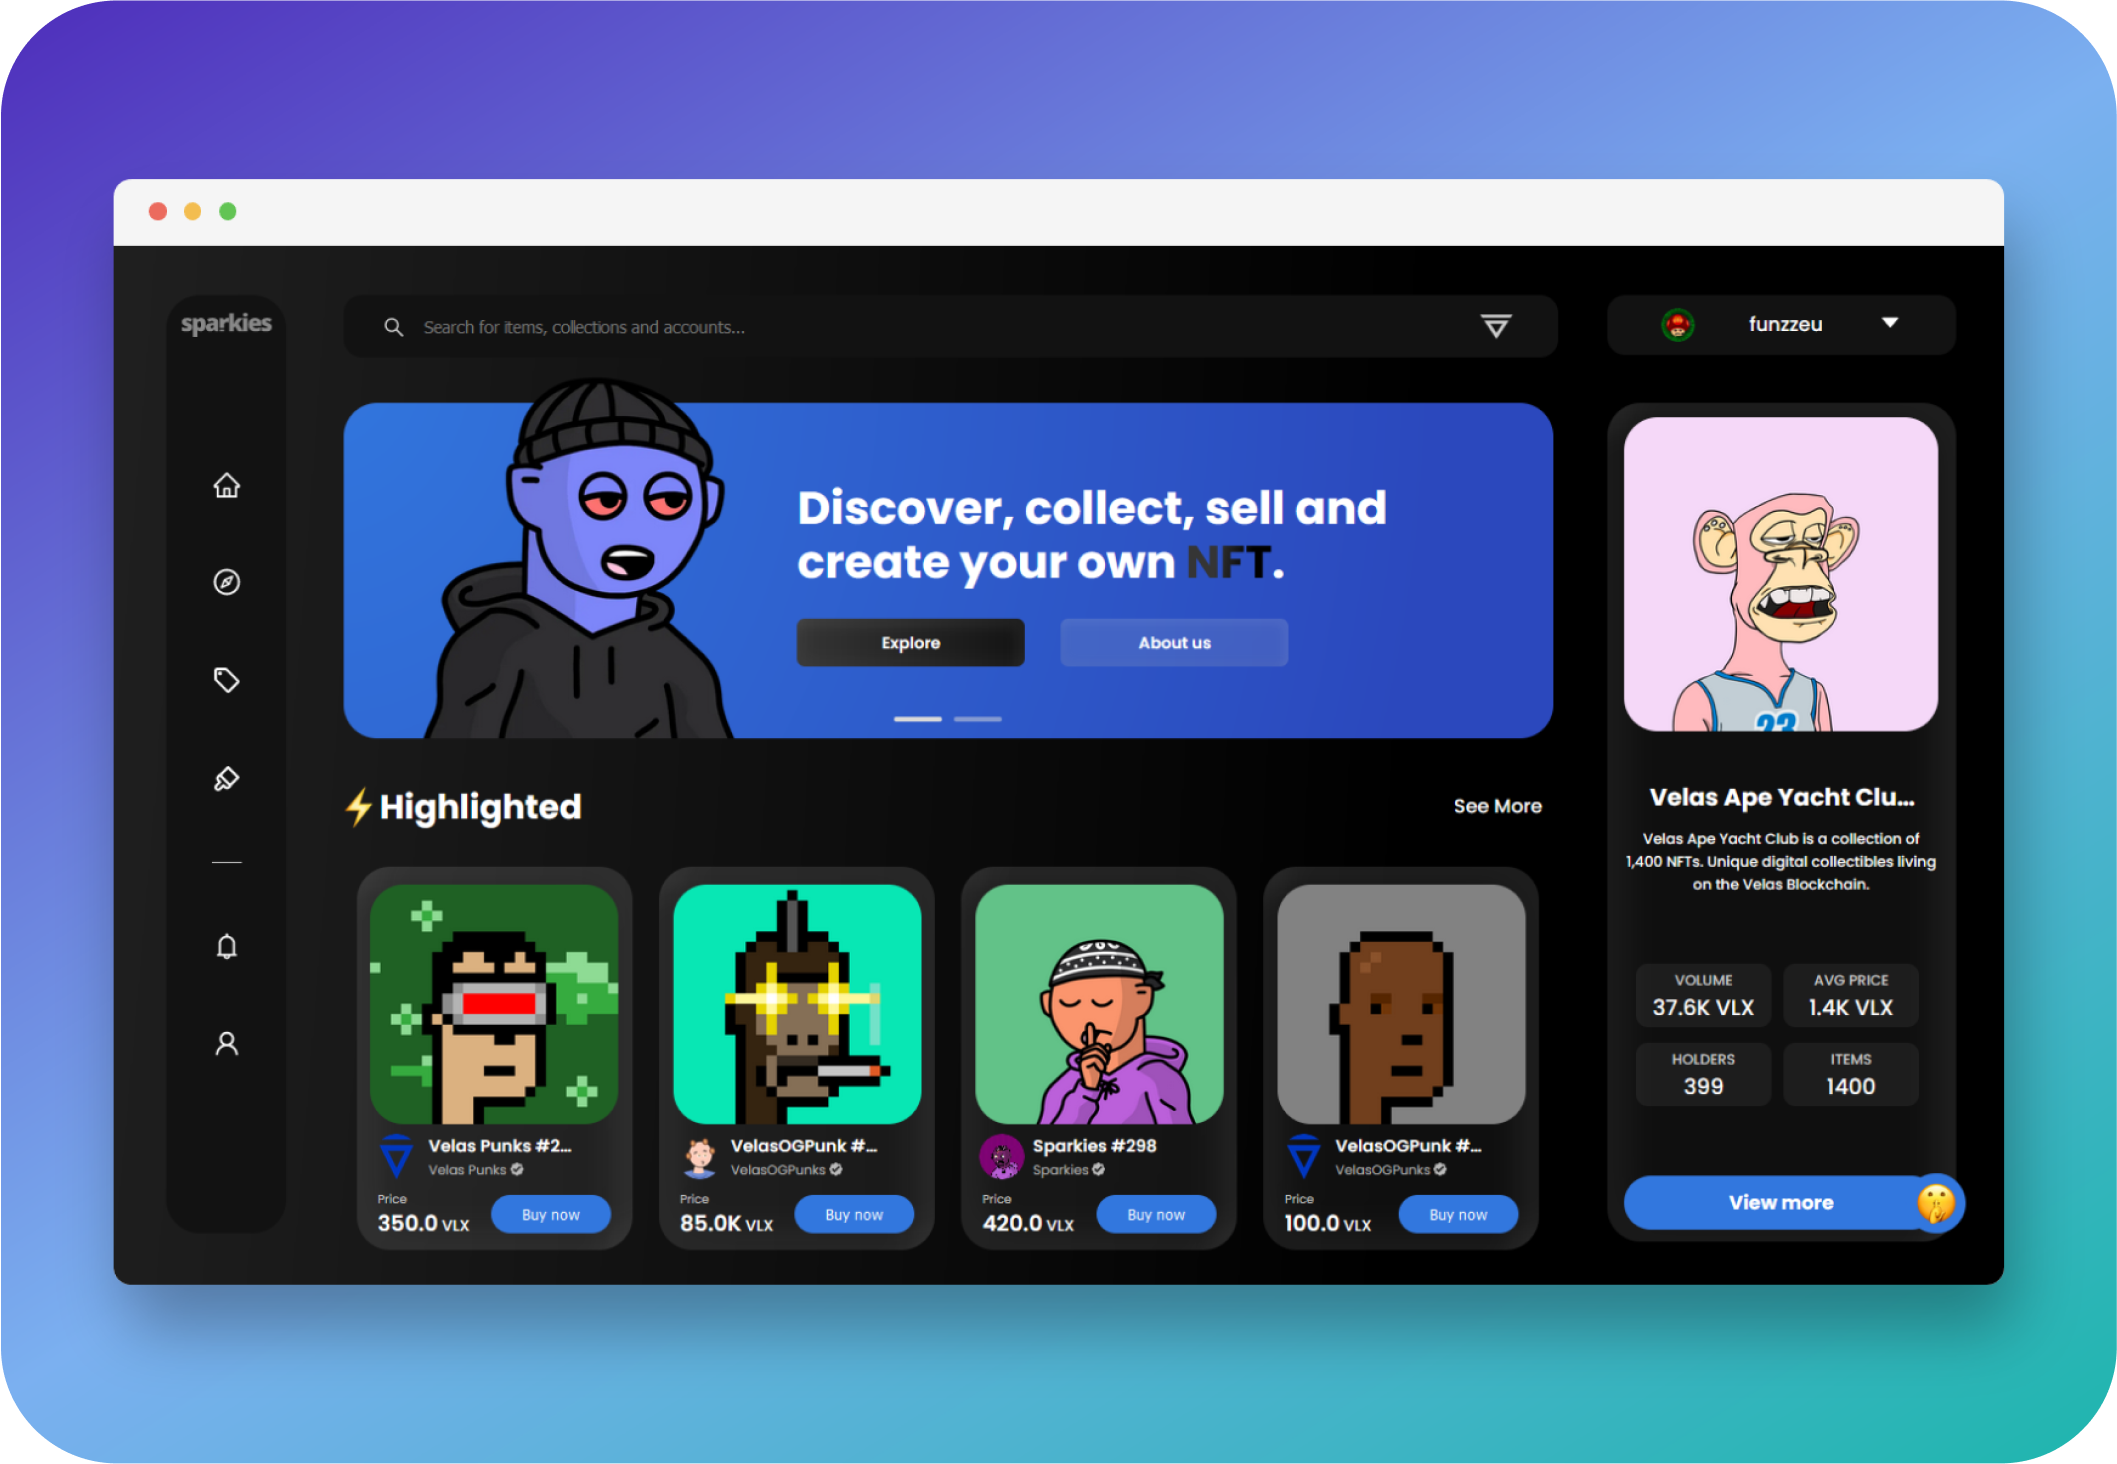 sparkies
Search for items, collections and accounts...
funzzeu
Discover, collect, sell and
create your own NFT.
Explore
About us
Highlighted
See More
Velas Punks #2...
Velas Punks
Price
350.0 VLX
Buy now
VelasOGPunk #...
VelasOGPunks
Price
85.0K VLX
Buy now
Sparkies #298
Sparkies
Price
420.0 VLX
Buy now
VelasOGPunk #...
VelasOGPunks
Price
100.0 VLX
Buy now
23
Velas Ape Yacht Clu...
Velas Ape Yacht Club is a collection of
1,400 NFTs. Unique digital collectibles living
on the Velas Blockchain.
VOLUME
37.6K VLX
AVG PRICE
1.4K VLX
HOLDERS
399
ITEMS
1400
View more